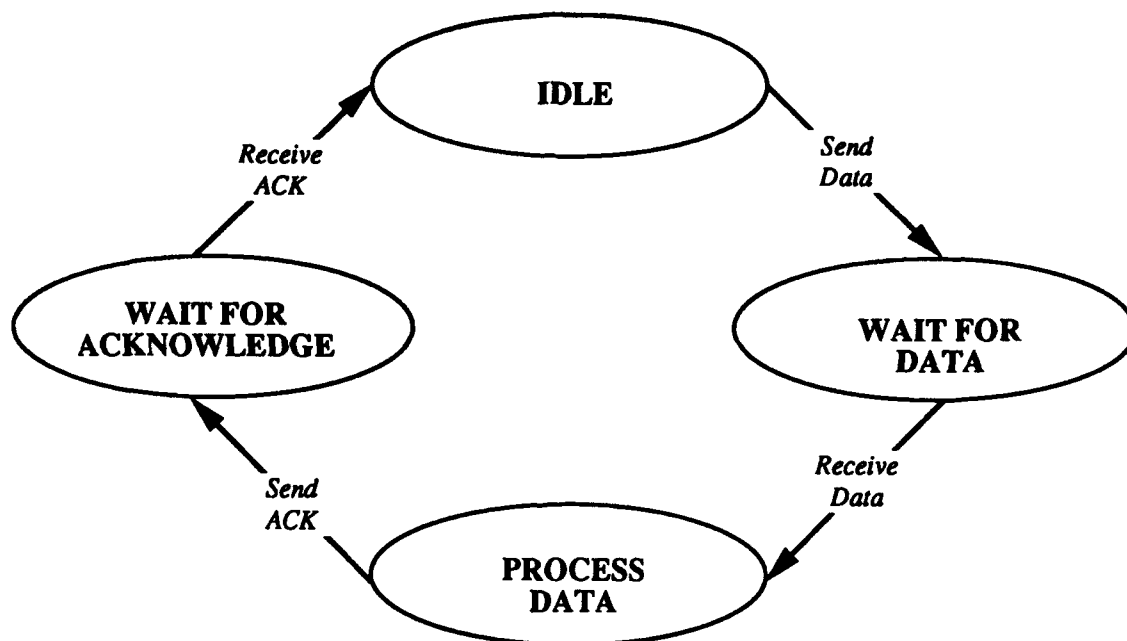 IDLE
Receive
ACK
Send
Data
WAIT FOR
ACKNOWLEDGE
WAIT FOR
DATA
Send
ACK
Receive
Data
PROCESS
DATA